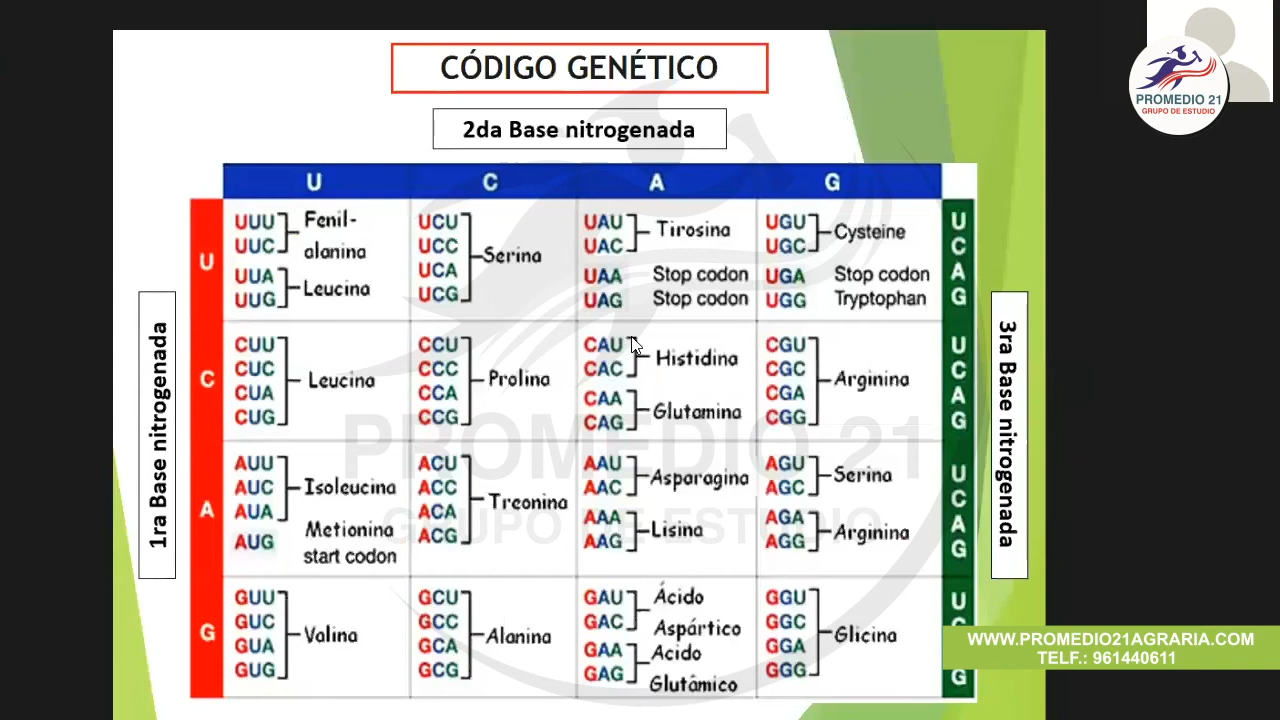 CÓDIGO GENÉTICO
PROMEDIO 21
GRUPO DE ESTUDIO
2da Base nitrogenada
U C A G
1ra Base nitrogenada
3ra Base nitrogenada
U
UUU Fenil-
UUC alanina
UUA Leucina
UUG
UCU
UCC Serina
UCA
UCG
UAU Tirosina
UAC
UAA Stop codon
UAG Stop codon
UGU Cysteine
UGC
UGA Stop codon
UGG Tryptophan
U
C
A
G
C
CUU
CUC Leucina
CUA
CUG
CCU
CCC Prolina
CCA
CCG
CAU Histidina
CAC
CAA Glutamina
CAG
CGU
CGC Arginina
CGA
CGG
U
C
A
G
A
AUU
AUC Isoleucina
AUA
AUG Metionina
start codon
ACU
ACC Treonina
ACA
ACG
AAU Asparagina
AAC
AAA Lisina
AAG
AGU Serina
AGC
AGA Arginina
AGG
U
C
A
G
G
GUU
GUC Valina
GUA
GUG
GCU
GCC Alanina
GCA
GCG
GAU Ácido
GAC Aspártico
GAA Acido
GAG Glutâmico
GGU
GGC Glicina
GGA
GGG
U
G
PROMEDIO 21
GRUPO DE ESTUDIO
WWW.PROMEDIO21AGRARIA.COM
TELF.: 961440611